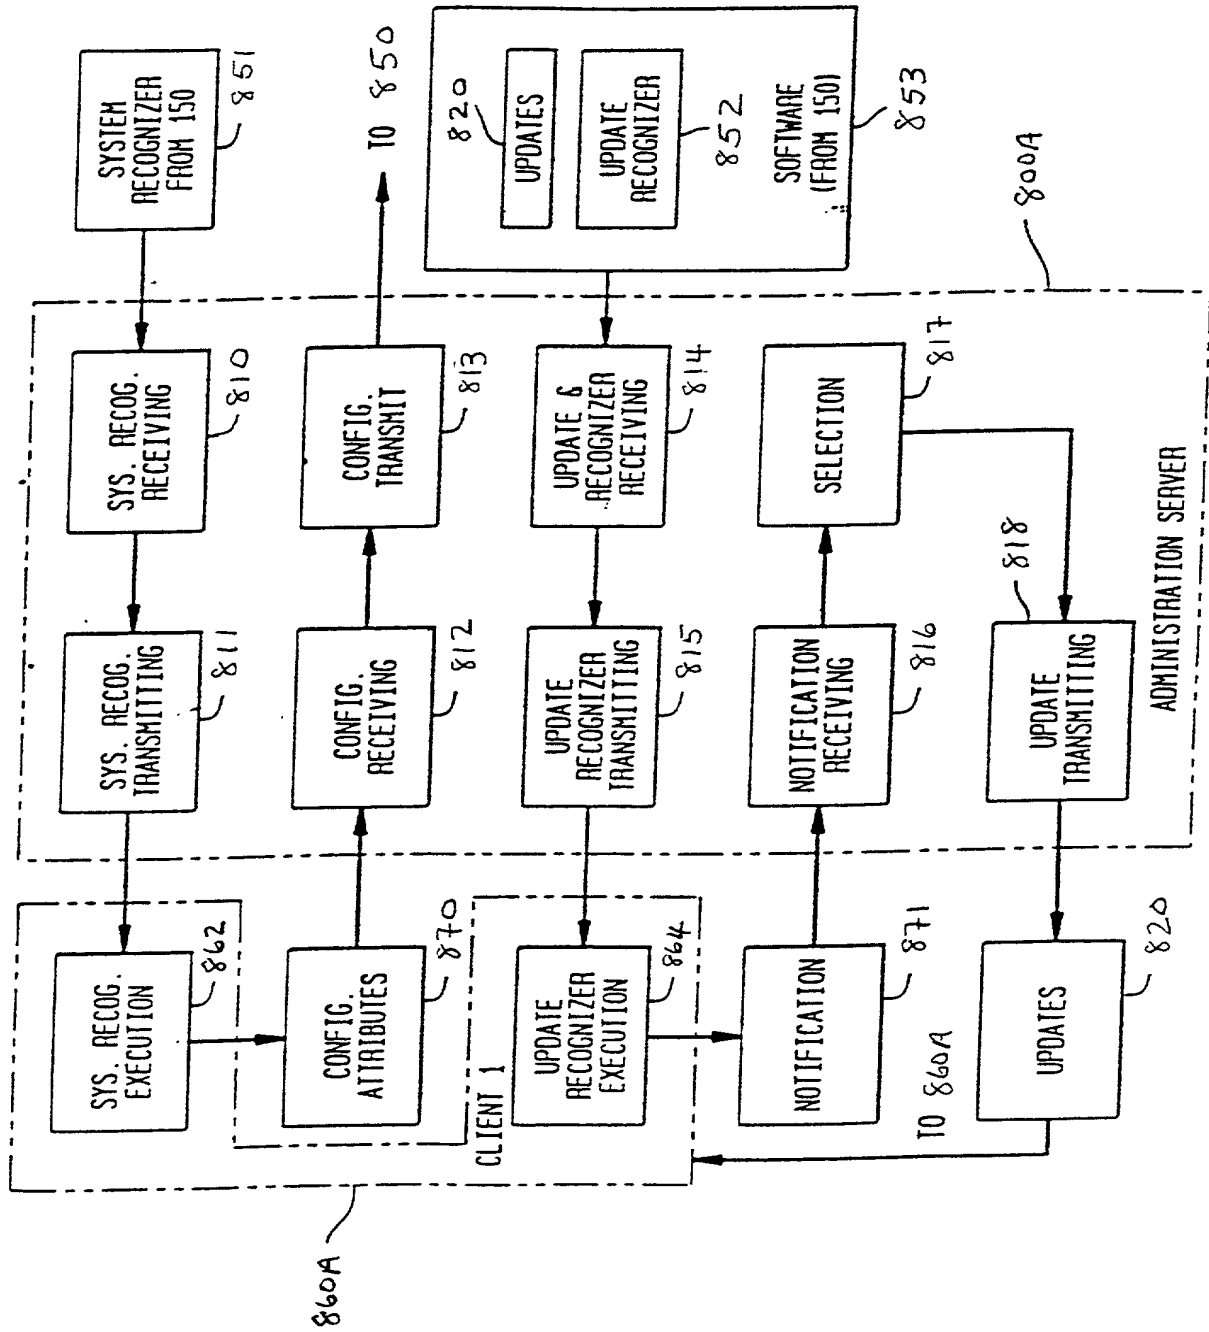 SYSTEM
RECOGNIZER
FROM 150
851
SYS. RECOG.
RECEIVING
810
SYS. RECOG.
TRANSMITTING
811
SYS. RECOG.
EXECUTION
862
CONFIG.
ATTRIBUTES
870
CONFIG.
RECEIVING
812
CONFIG.
TRANSMIT
813
TO 850
820
UPDATES
UPDATE
RECOGNIZER
852
SOFTWARE
(FROM 150)
853
UPDATE &
RECOGNIZER
RECEIVING
814
UPDATE
RECOGNIZER
TRANSMITTING
815
CLIENT 1
UPDATE
RECOGNIZER
EXECUTION
864
860A
NOTIFICATION
871
NOTIFICATION
RECEIVING
816
SELECTION
817
818
UPDATE
TRANSMITTING
UPDATES
820
TO 860A
ADMINISTRATION SERVER
800A